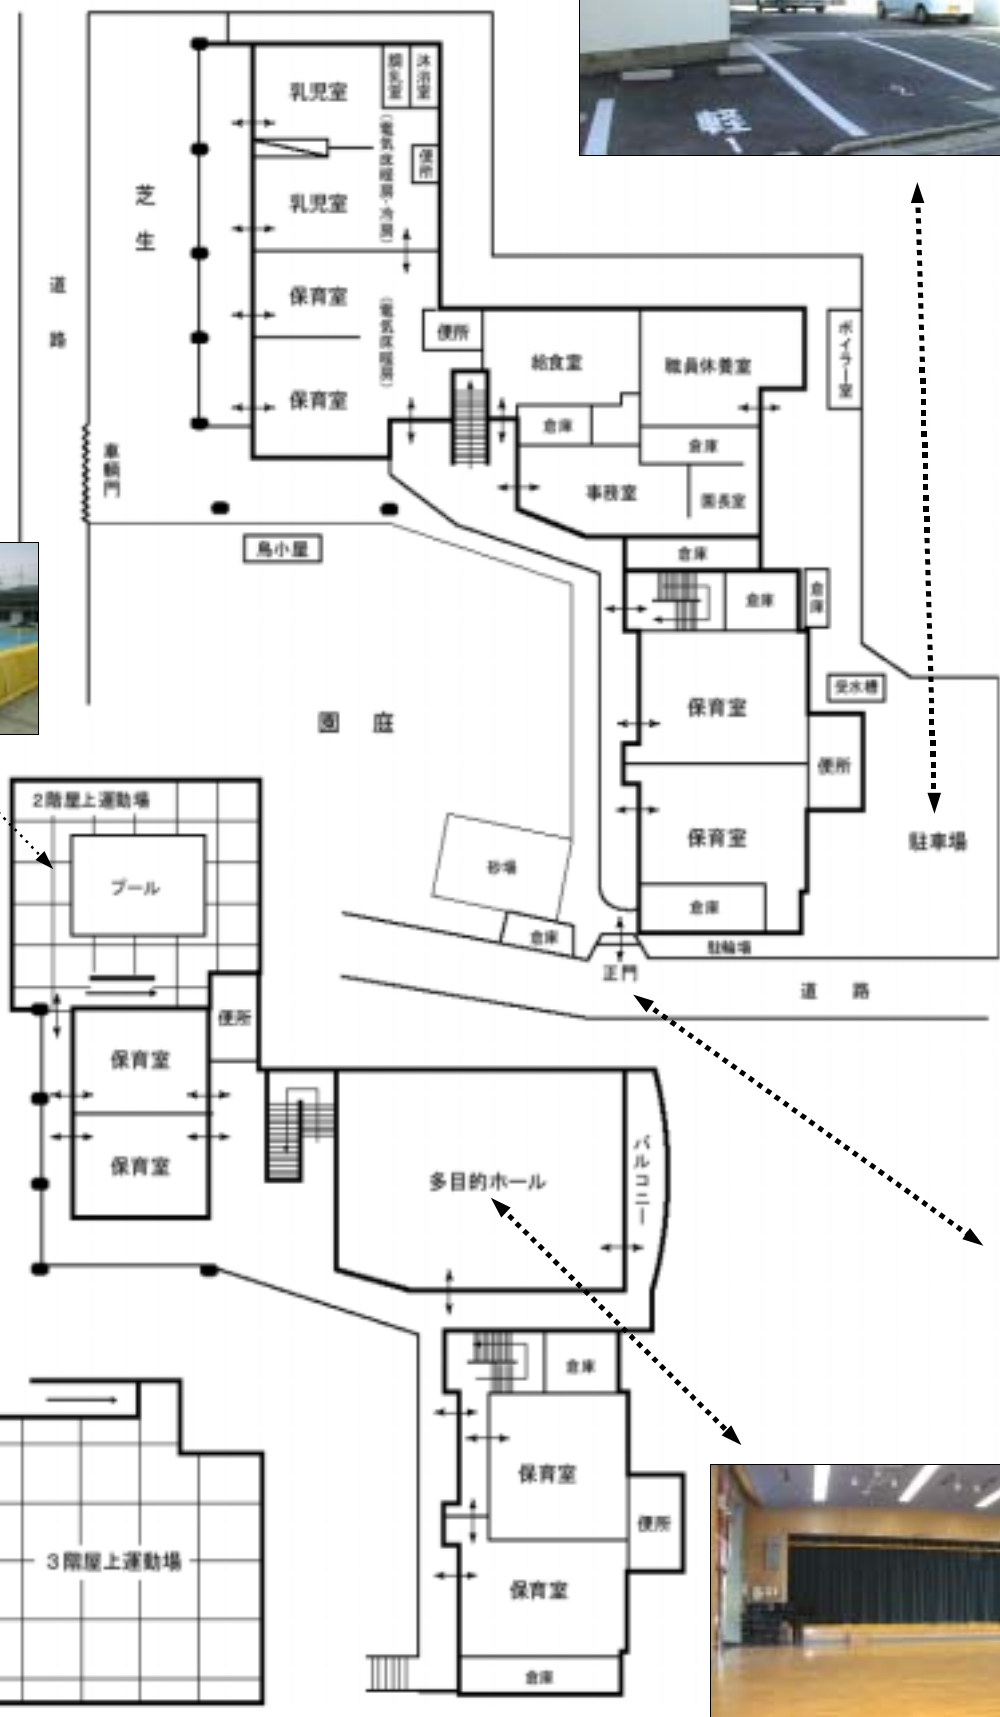 軽
1
2
乳児室
調乳室
沐浴室
(電気床暖房・冷房)
便所
芝生
乳児室
道路
保育室
(電気床暖房)
保育室
便所
給食室
職員休養室
ボイラー室
倉庫
倉庫
車輌門
事務室
園長室
鳥小屋
倉庫
倉庫
倉庫
保育室
受水槽
園庭
便所
2階屋上運動場
保育室
駐車場
砂場
プール
倉庫
倉庫
駐輪場
正門
道路
便所
保育室
保育室
多目的ホール
バルコニー
倉庫
保育室
便所
3階屋上運動場
保育室
倉庫